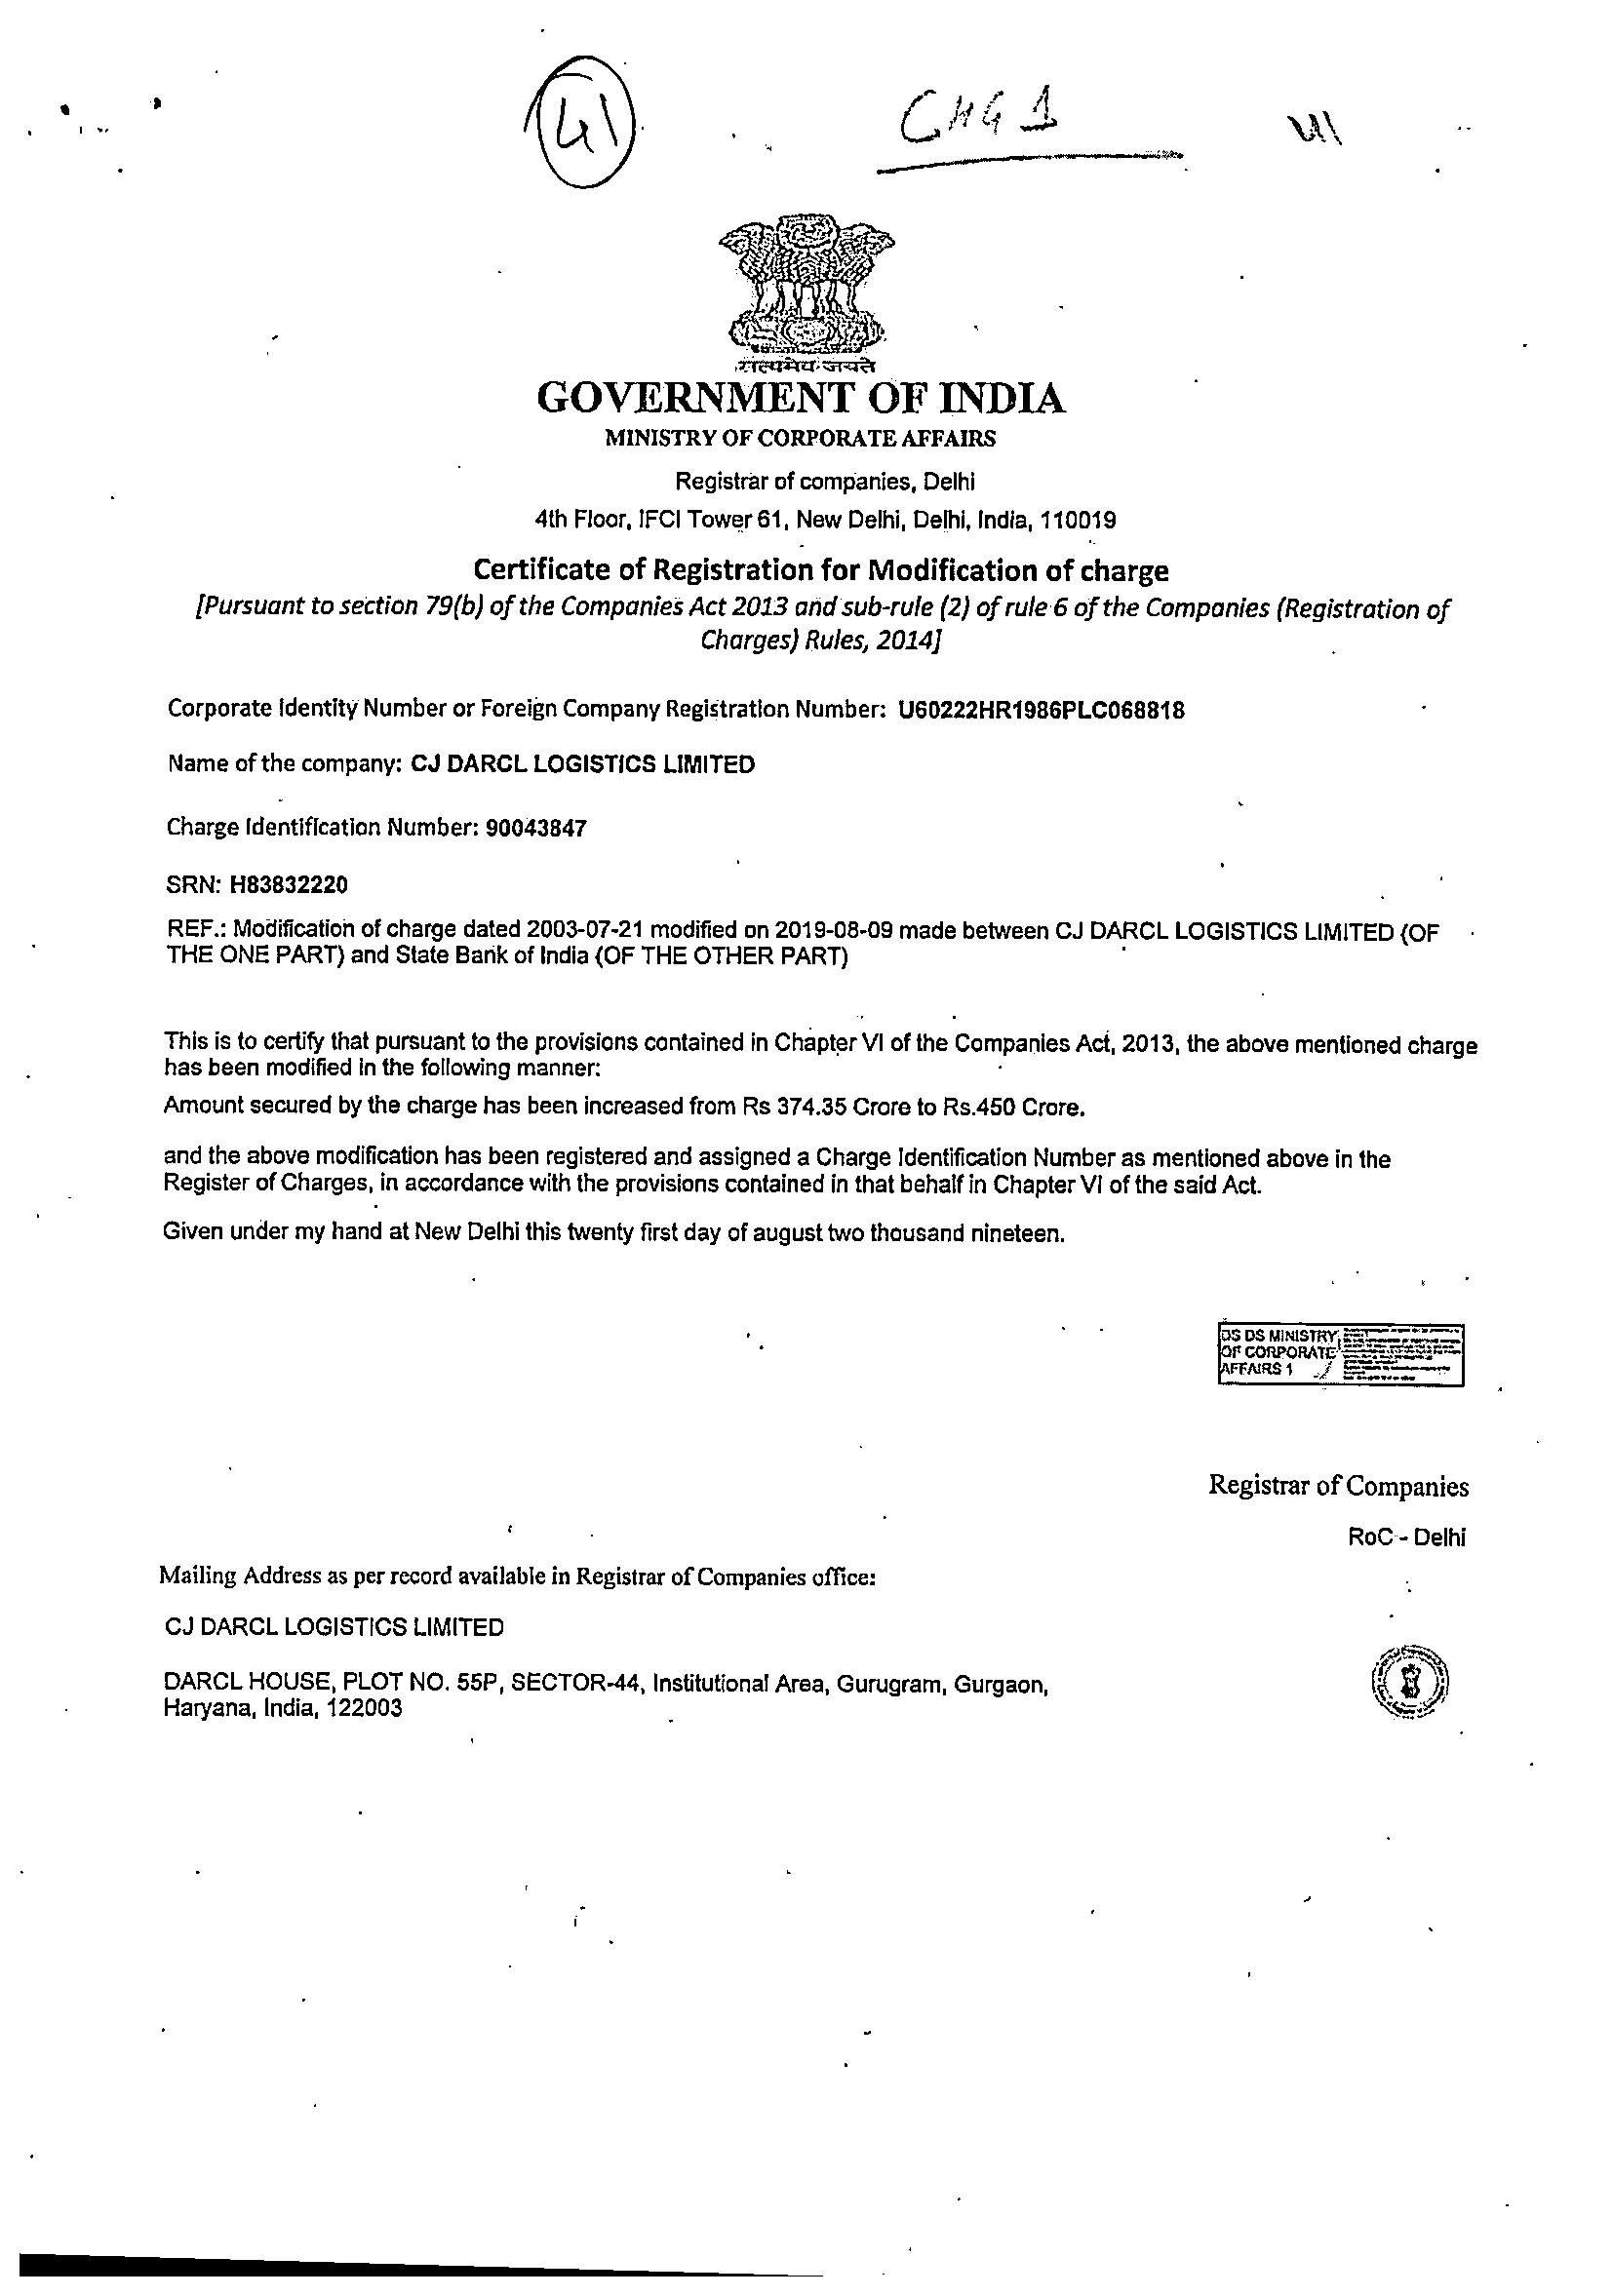 41
CHG 1
41
सत्यमेव जयते
GOVERNMENT OF INDIA
MINISTRY OF CORPORATE AFFAIRS
Registrar of companies, Delhi
4th Floor, IFCI Tower 61, New Delhi, Delhi, India, 110019
Certificate of Registration for Modification of charge
[Pursuant to section 79(b) of the Companies Act 2013 and sub-rule (2) of rule 6 of the Companies (Registration of
Charges) Rules, 2014]
Corporate Identity Number or Foreign Company Registration Number: U60222HR1986PLC068818
Name of the company: CJ DARCL LOGISTICS LIMITED
Charge Identification Number: 90043847
SRN: H83832220
REF.: Modification of charge dated 2003-07-21 modified on 2019-08-09 made between CJ DARCL LOGISTICS LIMITED (OF
THE ONE PART) and State Bank of India (OF THE OTHER PART)
This is to certify that pursuant to the provisions contained in Chapter VI of the Companies Act, 2013, the above mentioned charge
has been modified in the following manner:
Amount secured by the charge has been increased from Rs 374.35 Crore to Rs.450 Crore.
and the above modification has been registered and assigned a Charge Identification Number as mentioned above in the
Register of Charges, in accordance with the provisions contained in that behalf in Chapter VI of the said Act.
Given under my hand at New Delhi this twenty first day of august two thousand nineteen.
DS DS MINISTRY
OF CORPORATE
AFFAIRS 1
Registrar of Companies
RoC - Delhi
Mailing Address as per record available in Registrar of Companies office:
CJ DARCL LOGISTICS LIMITED
DARCL HOUSE, PLOT NO. 55P, SECTOR-44, Institutional Area, Gurugram, Gurgaon,
Haryana, India, 122003